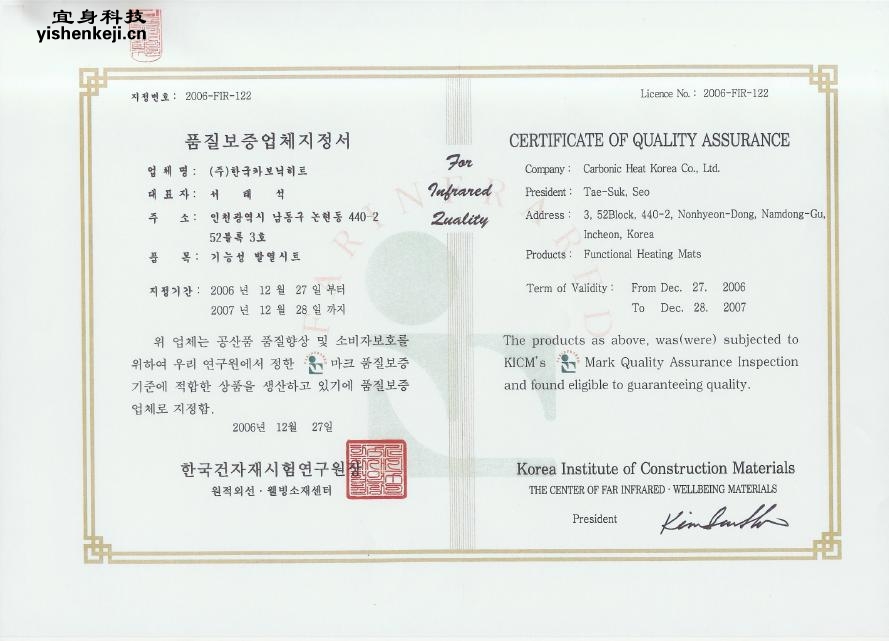 宜身科技
yishenkeji.cn
지정번호 : 2006-FIR-122
품질보증업체지정서
업 체 명 : (주)한국카보닉히트
대 표 자 : 서 태 석
주 소 : 인천광역시 남동구 논현동 440-2
52블록 3호
품 목 : 기능성 발열시트
지정기간 : 2006 년 12 월 27 일 부터
2007 년 12 월 28 일 까지
위 업체는 공산품 품질향상 및 소비자보호를
위하여 우리 연구원에서 정한 마크 품질보증
기준에 적합한 상품을 생산하고 있기에 품질보증
업체로 지정함.
2006년 12월 27일
한국건자재시험연구원장
원적외선 · 웰빙소재센터
For
Infrared
Quality
FAR INFRARED
Licence No. : 2006-FIR-122
CERTIFICATE OF QUALITY ASSURANCE
Company : Carbonic Heat Korea Co., Ltd.
President : Tae-Suk, Seo
Address : 3, 52Block, 440-2, Nonhyeon-Dong, Namdong-Gu,
Incheon, Korea
Products : Functional Heating Mats
Term of Validity : From Dec. 27. 2006
To Dec. 28. 2007
The products as above, was(were) subjected to
KICM's Mark Quality Assurance Inspection
and found eligible to guaranteeing quality.
Korea Institute of Construction Materials
THE CENTER OF FAR INFRARED · WELLBEING MATERIALS
President